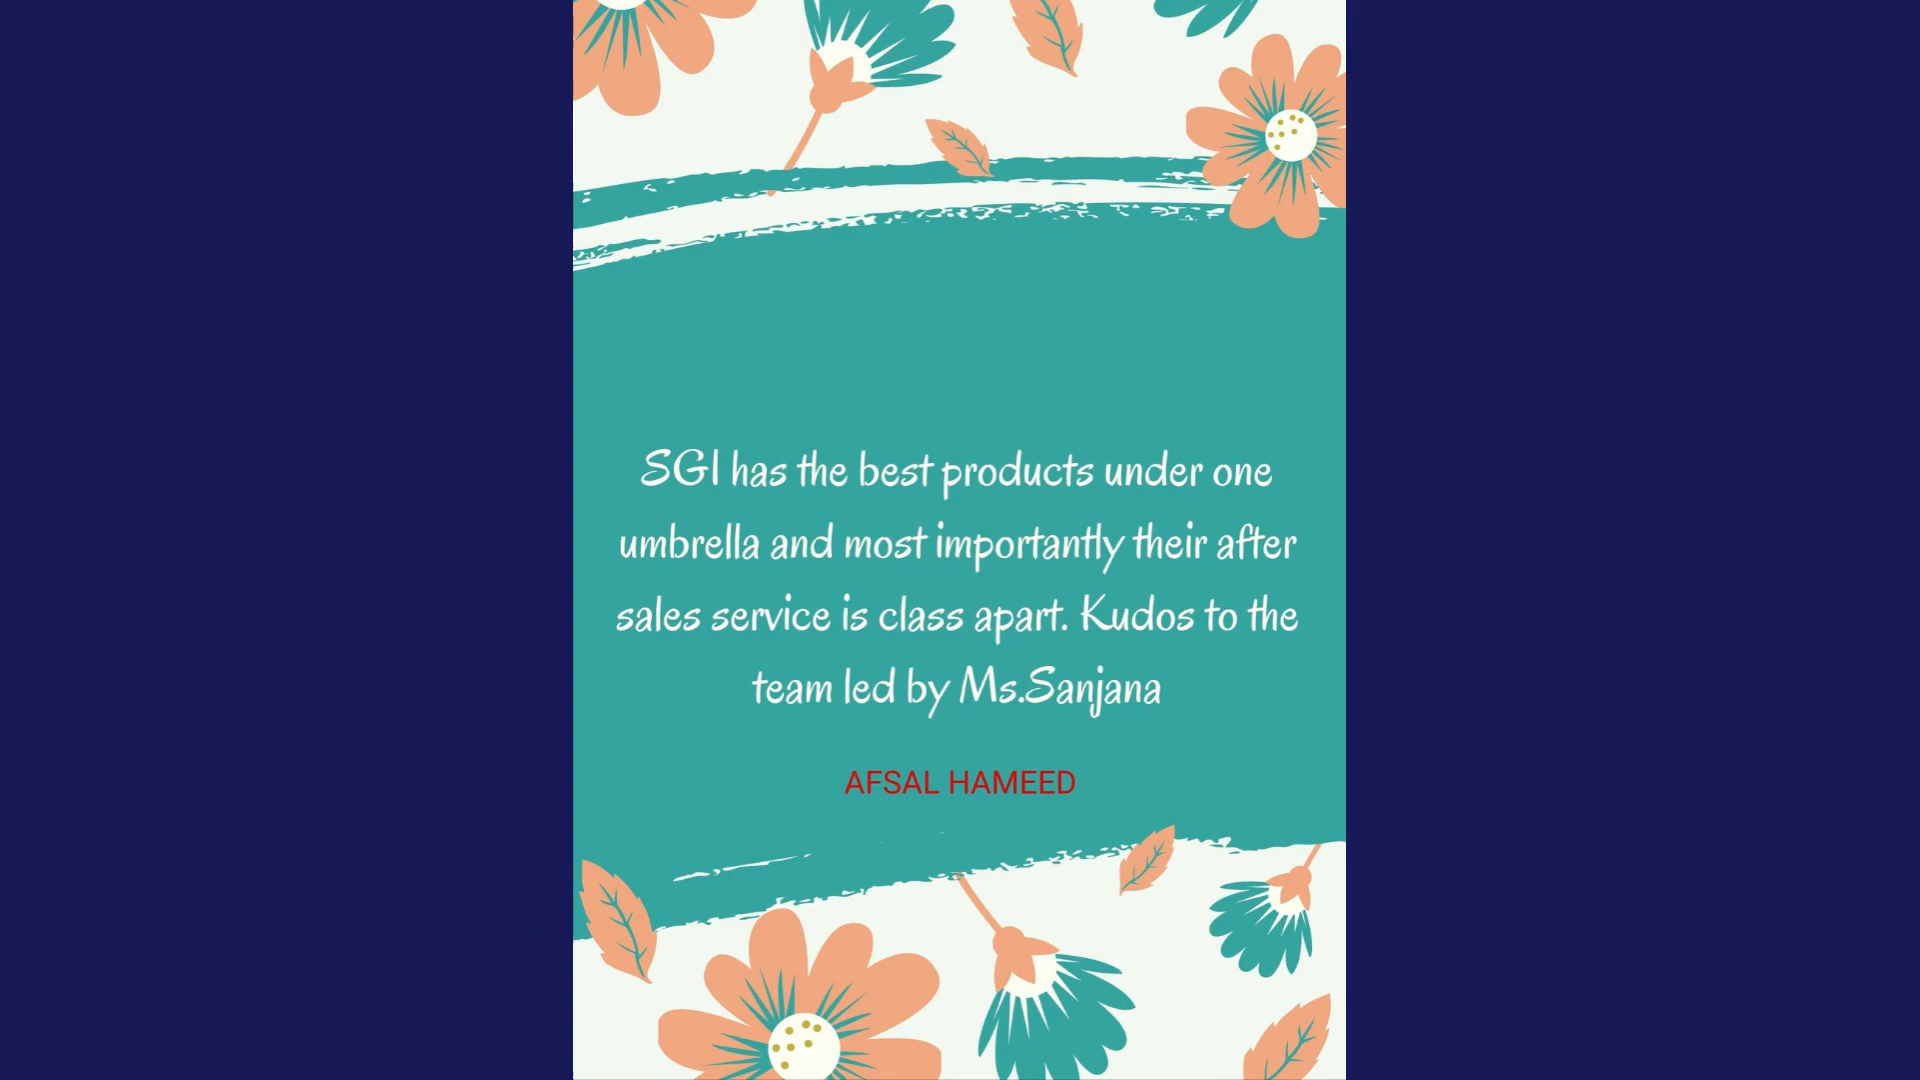 SGI has the best products under one
umbrella and most importantly their after
sales service is class apart. Kudos to the
team led by Ms.Sanjana
AFSAL HAMEED